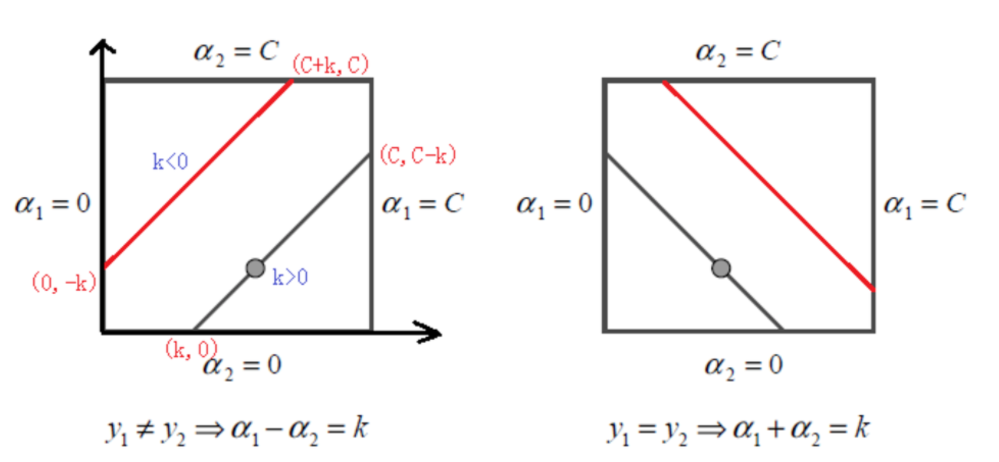 α₂ = C
(C+k, C)
k<0
(C, C-k)
α₁ = 0
α₁ = C
(0, -k)
k>0
(k, 0)
α₂ = 0
y₁ ≠ y₂ ⇒ α₁ − α₂ = k
α₂ = C
α₁ = 0
α₁ = C
α₂ = 0
y₁ = y₂ ⇒ α₁ + α₂ = k